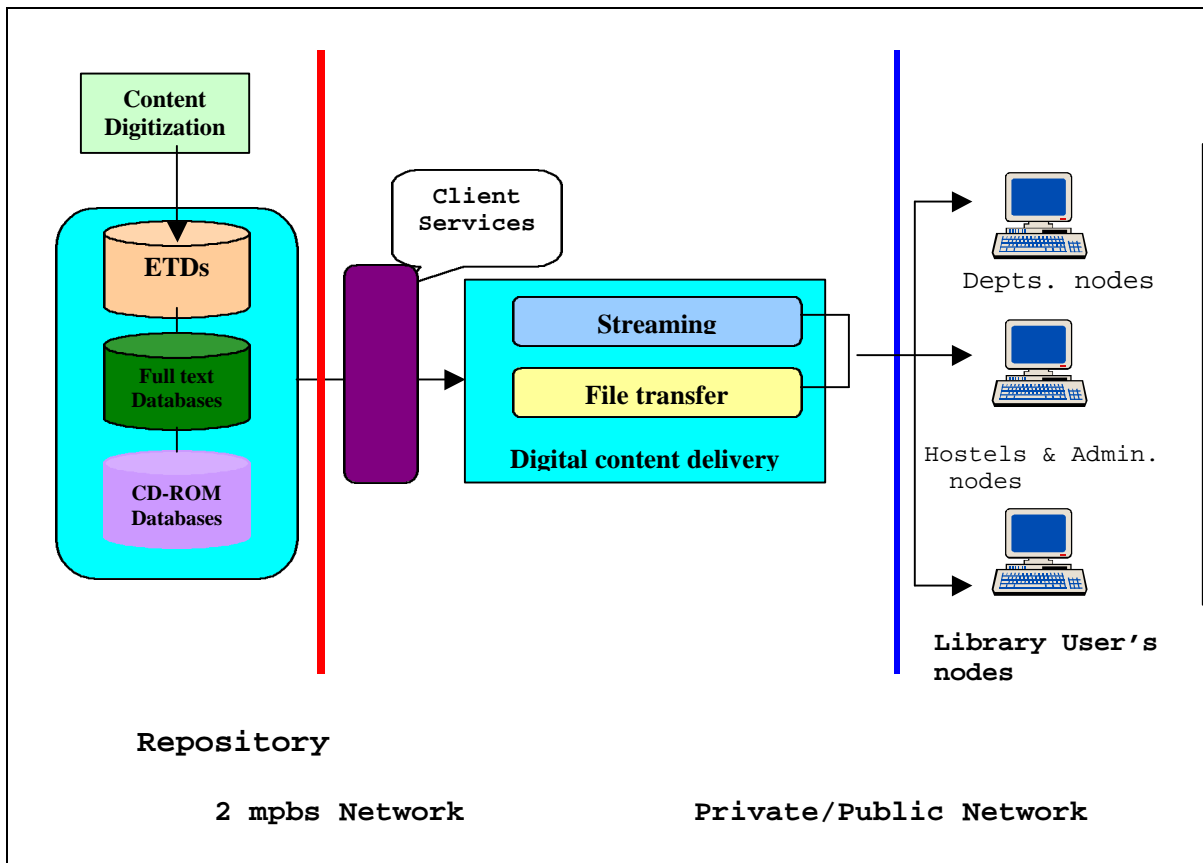 Content
Digitization
ETDs
Full text
Databases
CD-ROM
Databases
Client
Services
Streaming
File transfer
Digital content delivery
Depts. nodes
Hostels & Admin.
nodes
Library User’s
nodes
Repository
2 mpbs Network
Private/Public Network